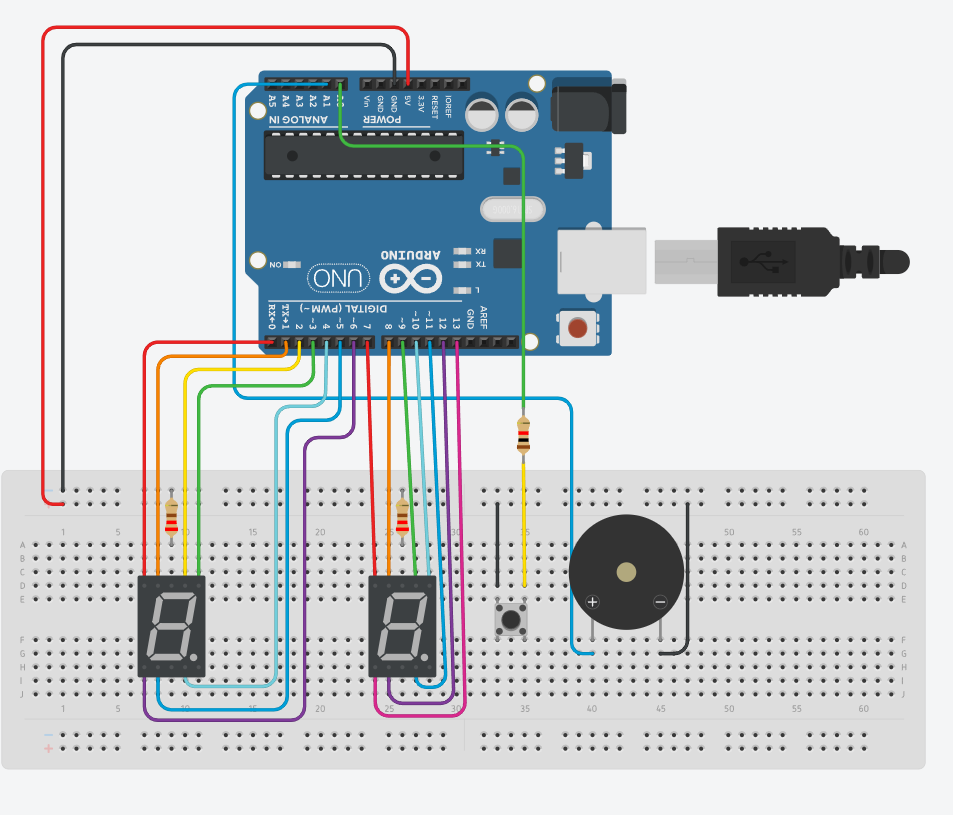 A5 A4 A3 A2 A1 Vin GND GND 5V 3.3V RESET IOREF
ANALOG IN POWER
RX
ARDUINO
TX
ON
UNO
L
DIGITAL (PWM~)
RX←0 TX→1 2 ~3 4 ~5 ~6 7 8 ~9 ~10 ~11 12 13 GND AREF
1 5 10 15 20 25 30 35 40 45 50 55 60
A A
B B
C C
D D
E E
+ −
F F
G G
H H
I I
J J
1 5 10 15 20 25 30 35 40 45 50 55 60
−
+